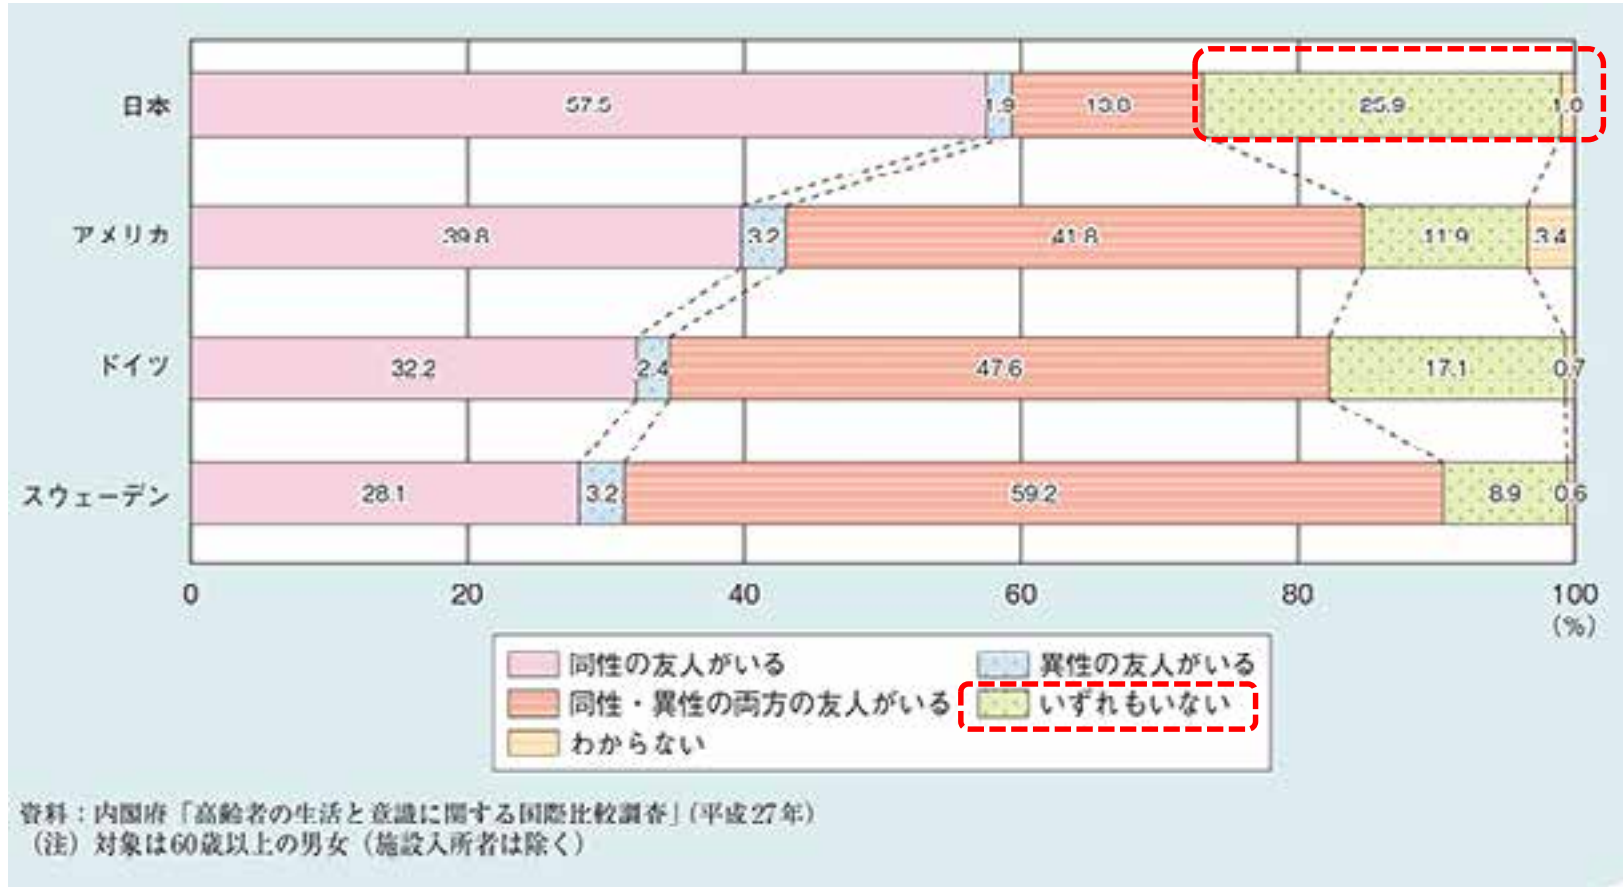 日本 57.5 1.9 13.8 25.9 1.0
アメリカ 39.8 3.2 41.8 11.9 3.4
ドイツ 32.2 2.4 47.6 17.1 0.7
スウェーデン 28.1 3.2 59.2 8.9 0.6
0 20 40 60 80 100
(%)
同性の友人がいる 異性の友人がいる
同性・異性の両方の友人がいる いずれもいない
わからない
資料：内閣府「高齢者の生活と意識に関する国際比較調査」(平成27年)
（注）対象は60歳以上の男女（施設入所者は除く）